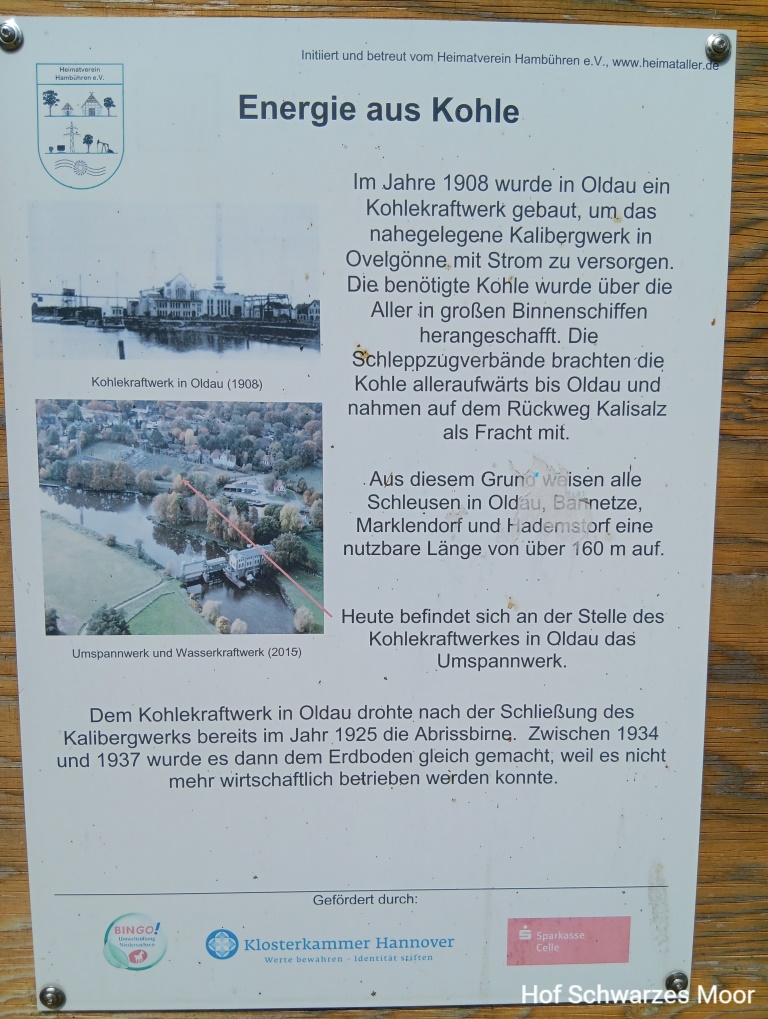 Initiiert und betreut vom Heimatverein Hambühren e.V., www.heimataller.de
Heimatverein
Hambühren e.V.
Energie aus Kohle
Im Jahre 1908 wurde in Oldau ein
Kohlekraftwerk gebaut, um das
nahegelegene Kalibergwerk in
Ovelgönne mit Strom zu versorgen.
Die benötigte Kohle wurde über die
Aller in großen Binnenschiffen
herangeschafft. Die
Schleppzugverbände brachten die
Kohle alleraufwärts bis Oldau und
nahmen auf dem Rückweg Kalisalz
als Fracht mit.
Kohlekraftwerk in Oldau (1908)
Aus diesem Grund weisen alle
Schleusen in Oldau, Bannetze,
Marklendorf und Hademstorf eine
nutzbare Länge von über 160 m auf.
Heute befindet sich an der Stelle des
Kohlekraftwerkes in Oldau das
Umspannwerk.
Umspannwerk und Wasserkraftwerk (2015)
Dem Kohlekraftwerk in Oldau drohte nach der Schließung des
Kalibergwerks bereits im Jahr 1925 die Abrissbirne. Zwischen 1934
und 1937 wurde es dann dem Erdboden gleich gemacht, weil es nicht
mehr wirtschaftlich betrieben werden konnte.
Gefördert durch:
BINGO!
Umweltstiftung
Niedersachsen
Klosterkammer Hannover
Werte bewahren - Identität stiften
Sparkasse
Celle
Hof Schwarzes Moor